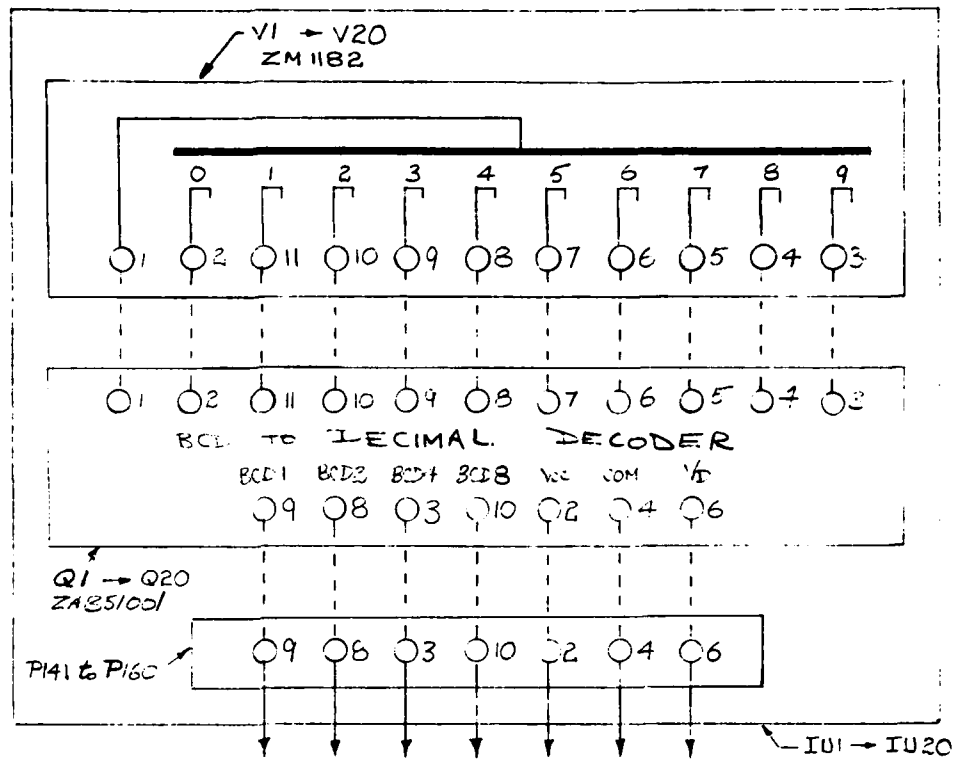 V1 → V20
ZM1182
0 1 2 3 4 5 6 7 8 9
1 2 11 10 9 8 7 6 5 4 3
1 2 11 10 9 8 7 6 5 4 3
BCD TO DECIMAL DECODER
BCD1 BCD2 BCD4 BCD8 VCC COM
9 8 3 10 2 4 6
Q1 → Q20
9 8 3 10 2 4 6
P141 to P160
IU1 → IU20